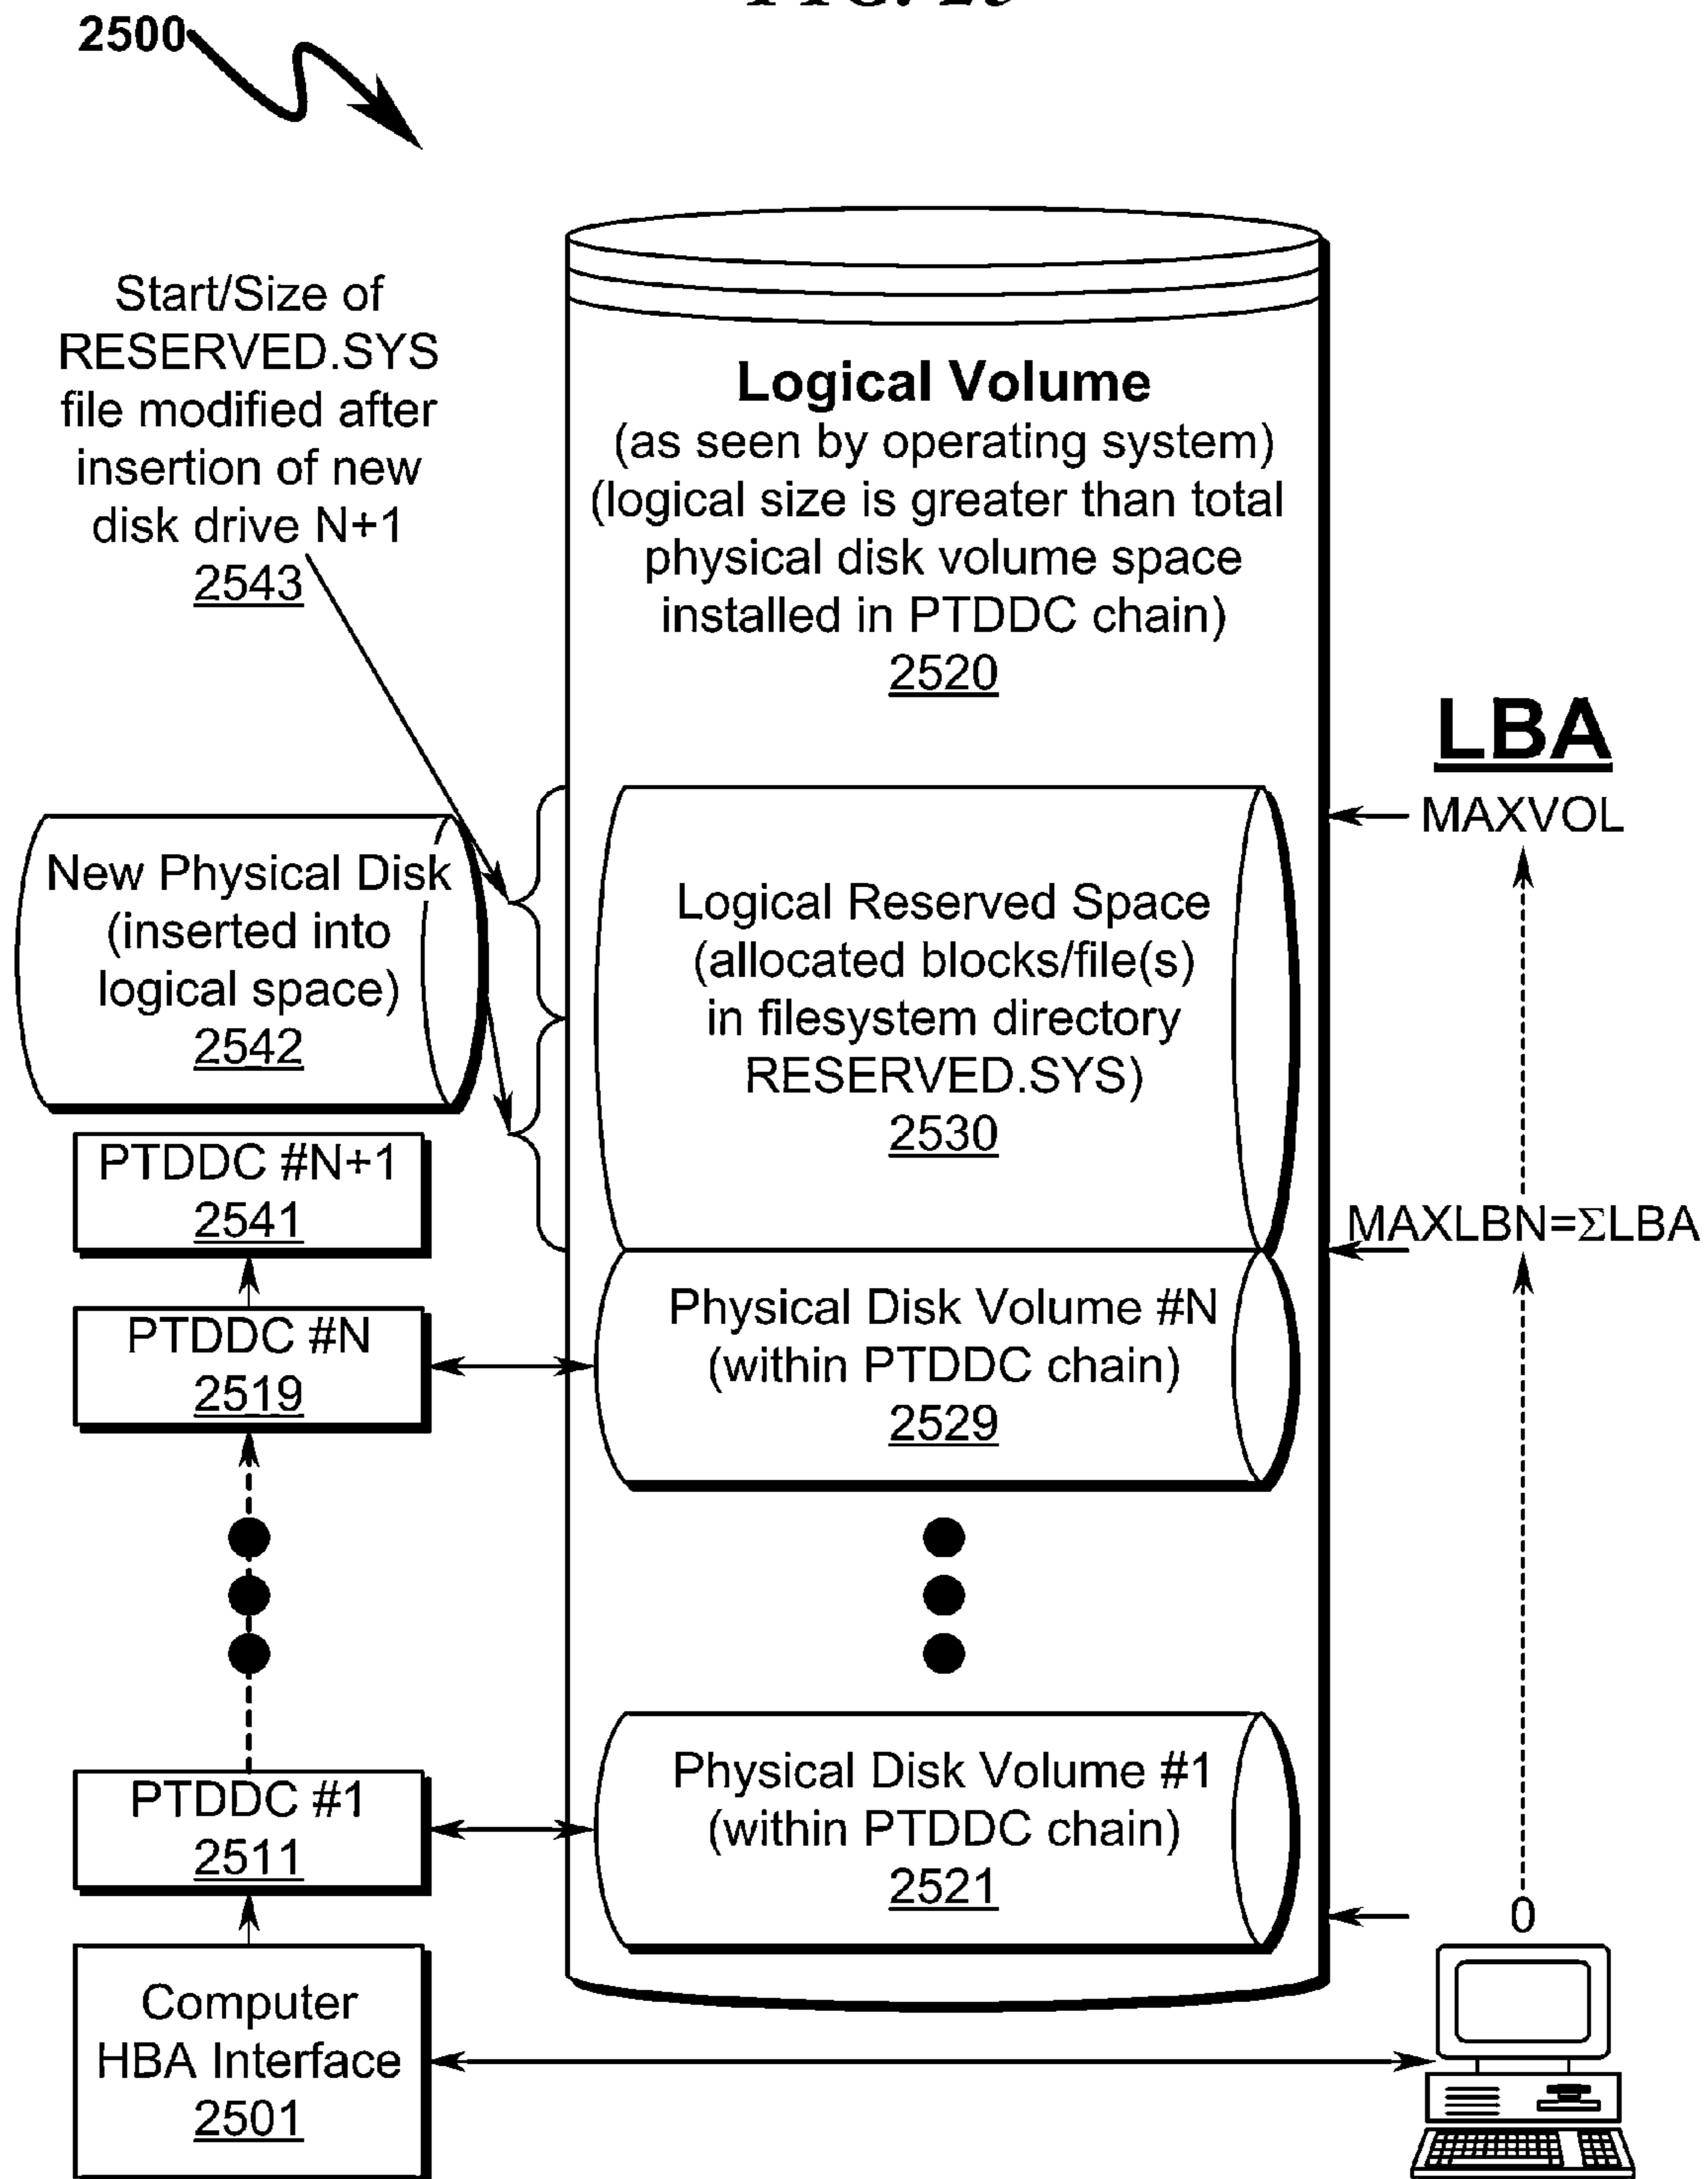 2500
Start/Size of
RESERVED.SYS
file modified after
insertion of new
disk drive N+1
2543
Logical Volume
(as seen by operating system)
(logical size is greater than total
physical disk volume space
installed in PTDDC chain)
2520
LBA
MAXVOL
New Physical Disk
(inserted into
logical space)
2542
Logical Reserved Space
(allocated blocks/file(s)
in filesystem directory
RESERVED.SYS)
2530
PTDDC #N+1
2541
MAXLBN=ΣLBA
PTDDC #N
2519
Physical Disk Volume #N
(within PTDDC chain)
2529
PTDDC #1
2511
Physical Disk Volume #1
(within PTDDC chain)
2521
0
Computer
HBA Interface
2501